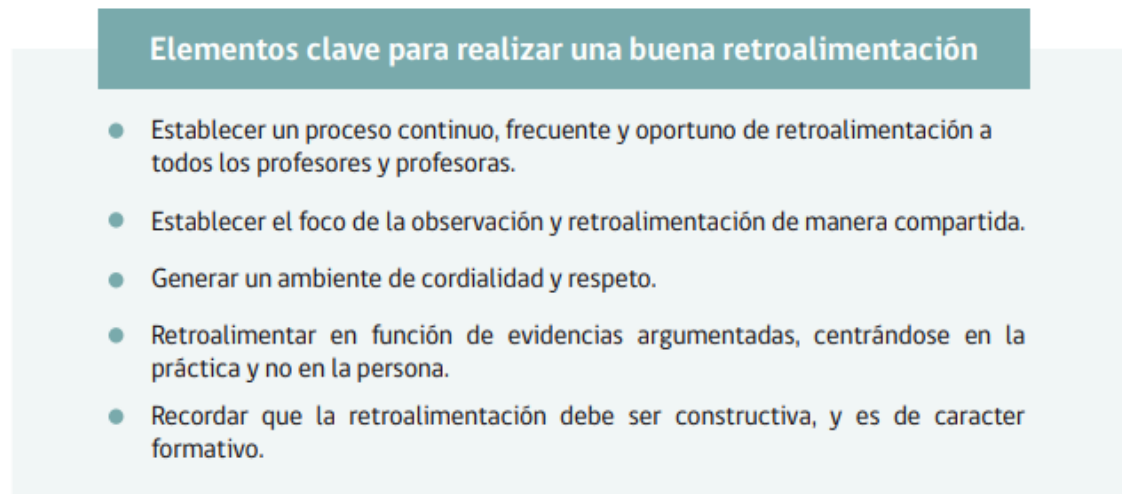 Elementos clave para realizar una buena retroalimentación
Establecer un proceso continuo, frecuente y oportuno de retroalimentación a
todos los profesores y profesoras.
Establecer el foco de la observación y retroalimentación de manera compartida.
Generar un ambiente de cordialidad y respeto.
Retroalimentar en función de evidencias argumentadas, centrándose en la
práctica y no en la persona.
Recordar que la retroalimentación debe ser constructiva, y es de caracter
formativo.